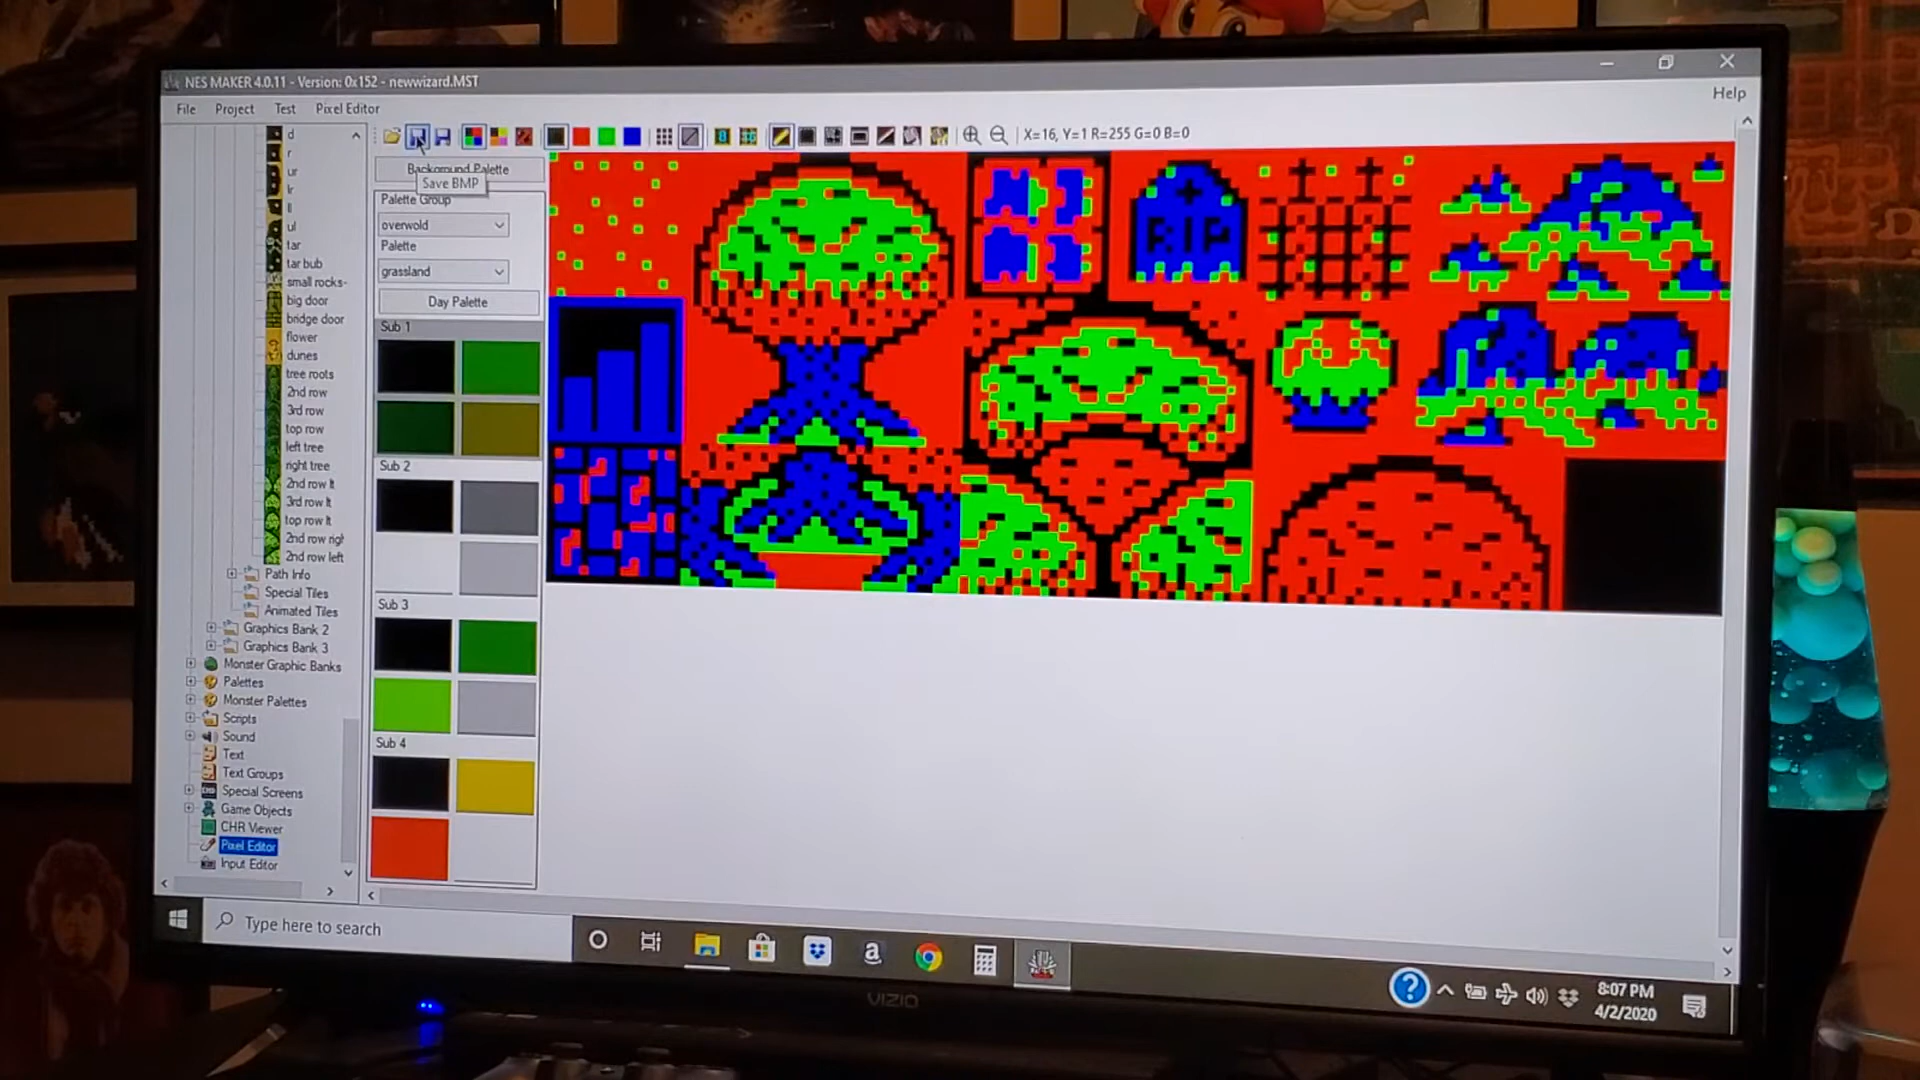 NES MAKER 4.0.11 - Version: 0x152 - newwizard.MST
File Project Test Pixel Editor
Help
X=16, Y=1 R=255 G=0 B=0
Background Palette
Save BMP
Palette Group
overwold
Palette
grassland
Day Palette
Sub 1
Sub 2
Sub 3
Sub 4
d
r
ur
lr
ll
ul
tar
tar bub
small rocks-
big door
bridge door
flower
dunes
tree roots
2nd row
3rd row
top row
left tree
right tree
2nd row lt
3rd row lt
top row lt
2nd row righ
2nd row left
Path Info
Special Tiles
Animated Tiles
Graphics Bank 2
Graphics Bank 3
Monster Graphic Banks
Palettes
Monster Palettes
Scripts
Sound
Text
Text Groups
Special Screens
Game Objects
CHR Viewer
Pixel Editor
Input Editor
RIP
Type here to search
8:07 PM
4/2/2020
VIZIO